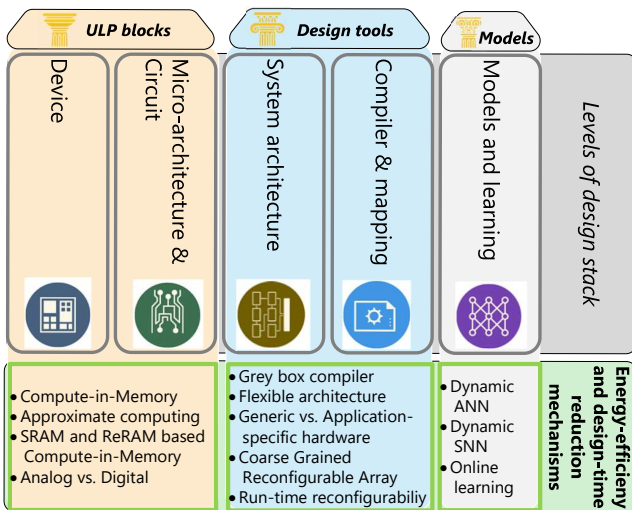 ULP blocks
Design tools
Models
Device
Micro-architecture &
Circuit
System architecture
Compiler & mapping
Models and learning
Levels of design stack
• Compute-in-Memory
• Approximate computing
• SRAM and ReRAM based
Compute-in-Memory
• Analog vs. Digital
• Grey box compiler
• Flexible architecture
• Generic vs. Application-
specific hardware
• Coarse Grained
Reconfigurable Array
• Run-time reconfigurabiliy
• Dynamic
ANN
• Dynamic
SNN
• Online
learning
Energy-efficieny
and design-time
reduction
mechanisms